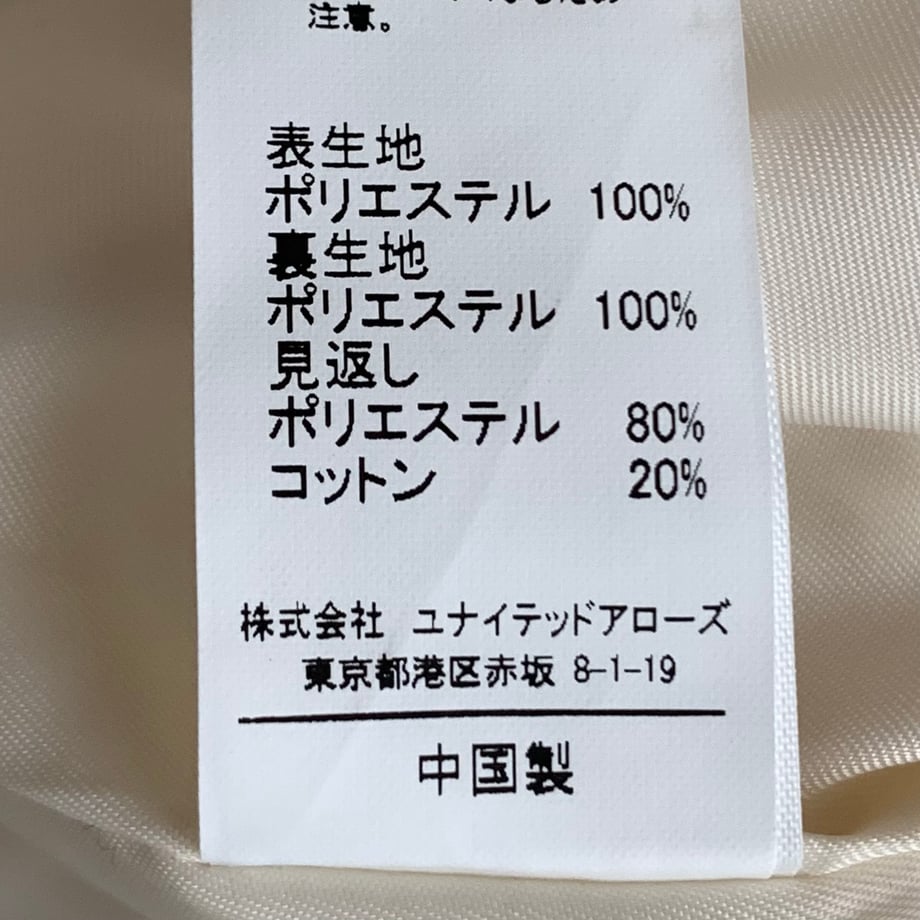 注意。
表生地
ポリエステル 100%
裏生地
ポリエステル 100%
見返し
ポリエステル 80%
コットン 20%
株式会社 ユナイテッドアローズ
東京都港区赤坂 8-1-19
中国製